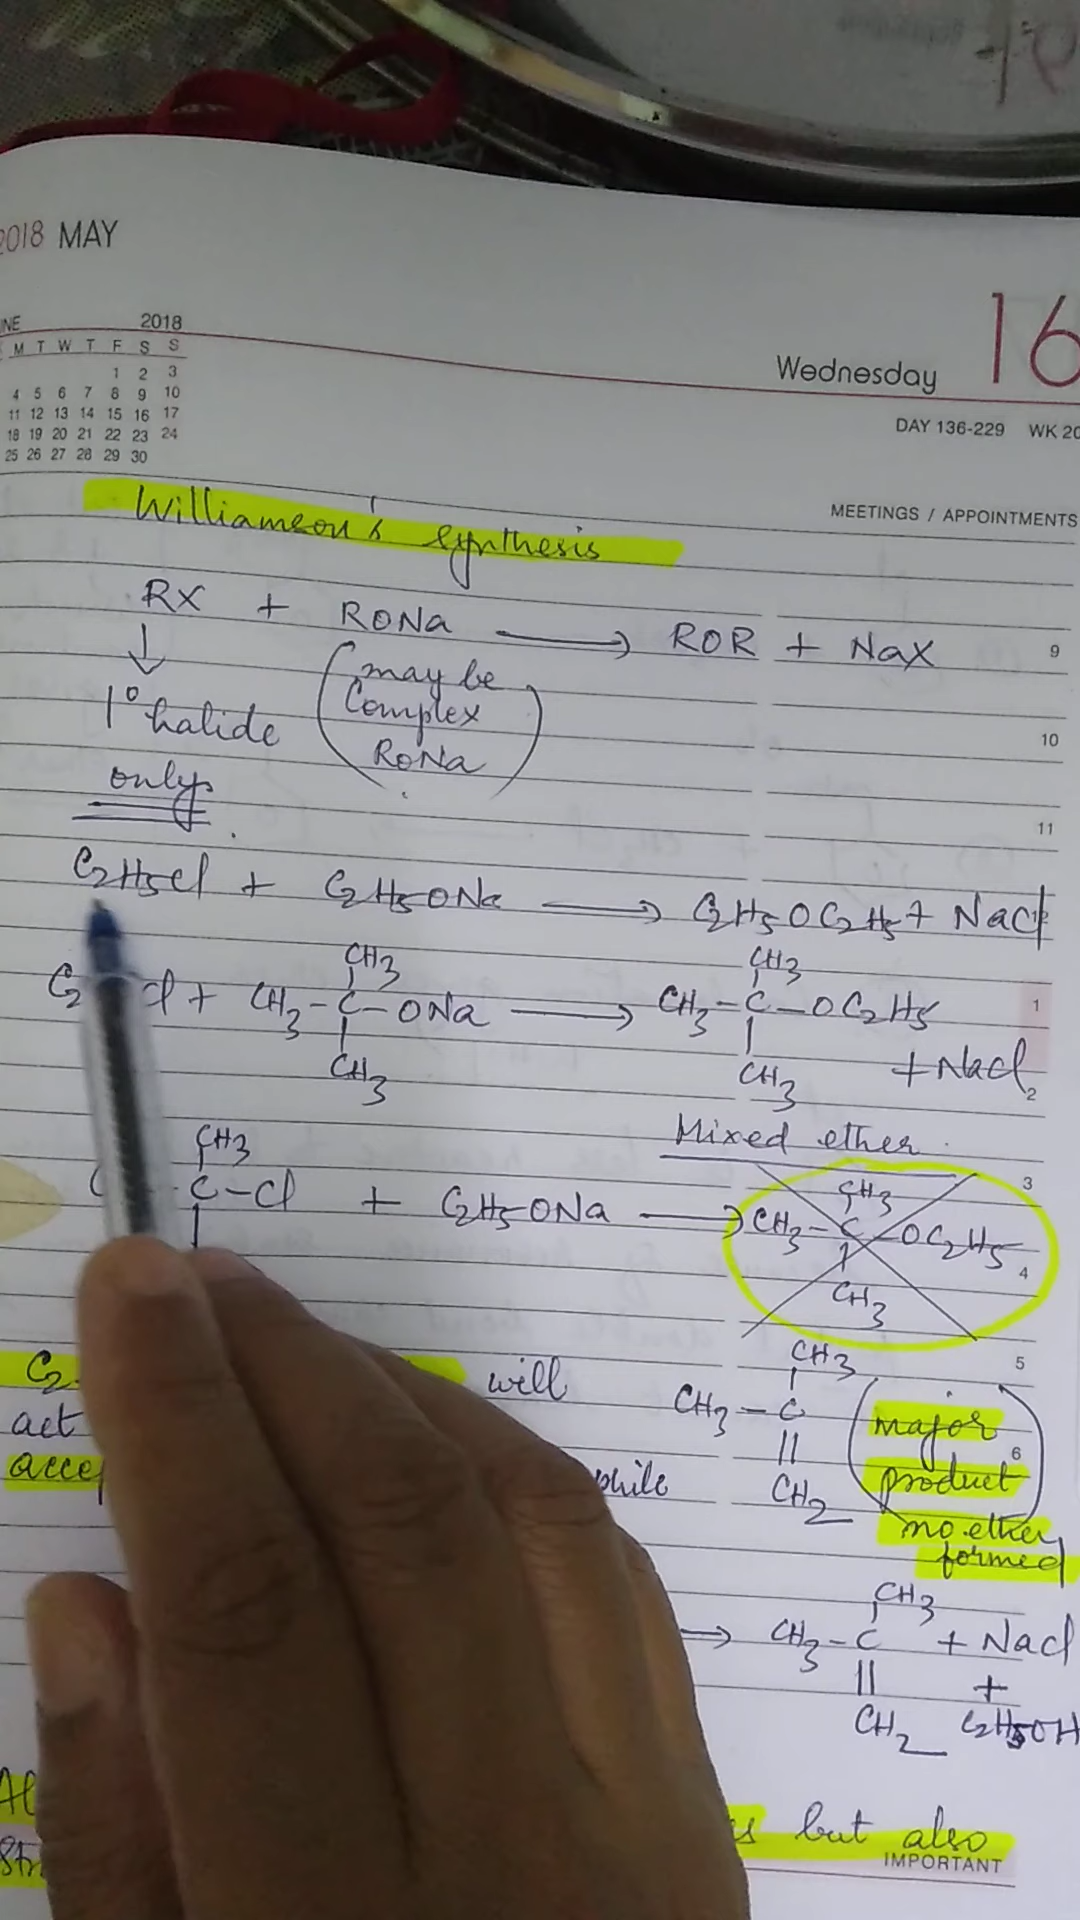 2018 MAY
16
2018
Wednesday
M T W T F S S
1 2 3
4 5 6 7 8 9 10
11 12 13 14 15 16 17
18 19 20 21 22 23 24
25 26 27 28 29 30
DAY 136-229 WK 20
MEETINGS / APPOINTMENTS
Williamson's synthesis
RX + RONa ⟶ ROR + NaX
9
↓
1° halide
only
(may be
Complex
RONa)
10
11
C2H5Cl + C2H5ONa ⟶ C2H5OC2H5 + NaCl
CH3 CH3
C2 Cl + CH3-C-ONa ⟶ CH3-C-OC2H5
1
CH3 CH3 + NaCl
2
Mixed ether
3
CH3 CH3
C-Cl + C2H5ONa ⟶ CH3-C-OC2H5
4
CH3
5
CH3
C2 will CH3-C (major
act || product
6
phile CH2
no ether
formed
CH3
⟶ CH3-C + NaCl
|| +
CH2 C2H5OH
but also
IMPORTANT